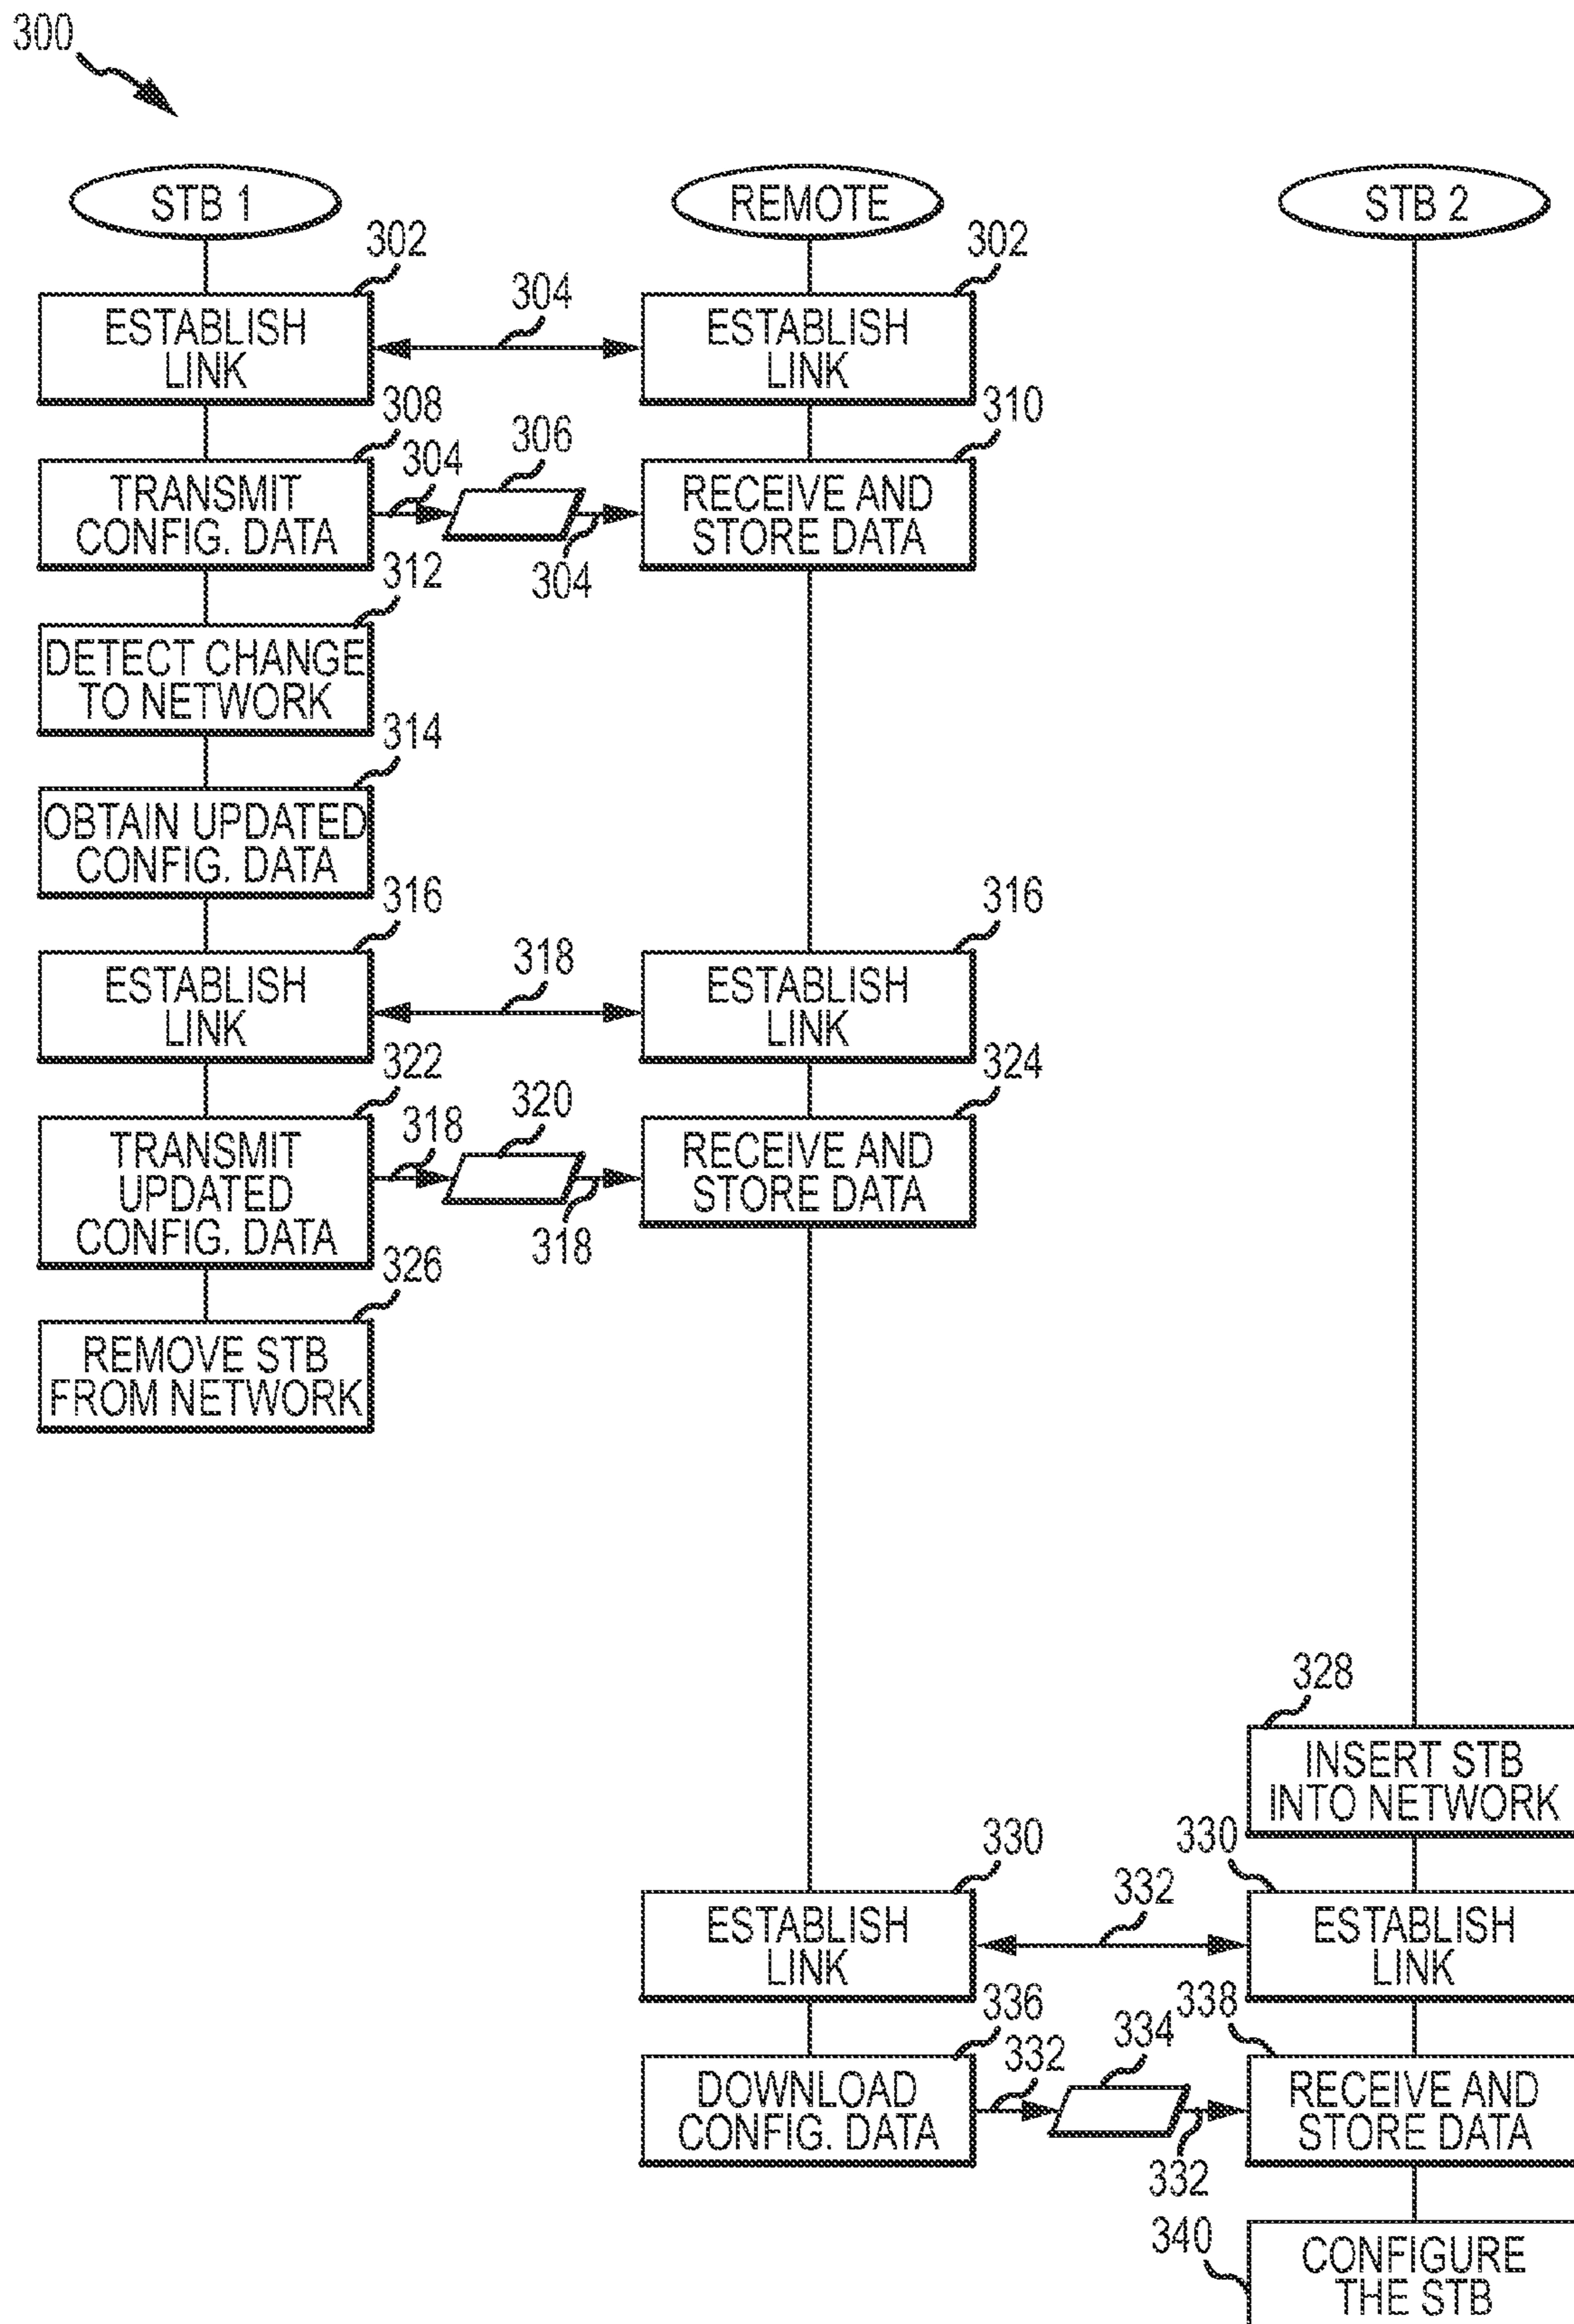 300
STB 1
REMOTE
STB 2
302
304
302
ESTABLISH
LINK
ESTABLISH
LINK
308
304
306
310
TRANSMIT
CONFIG. DATA
RECEIVE AND
STORE DATA
304
312
DETECT CHANGE
TO NETWORK
314
OBTAIN UPDATED
CONFIG. DATA
316
318
316
ESTABLISH
LINK
ESTABLISH
LINK
322
318
320
324
TRANSMIT
UPDATED
CONFIG. DATA
RECEIVE AND
STORE DATA
318
326
REMOVE STB
FROM NETWORK
328
INSERT STB
INTO NETWORK
330
332
330
ESTABLISH
LINK
ESTABLISH
LINK
336
332
334
338
DOWNLOAD
CONFIG. DATA
RECEIVE AND
STORE DATA
332
340
CONFIGURE
THE STB